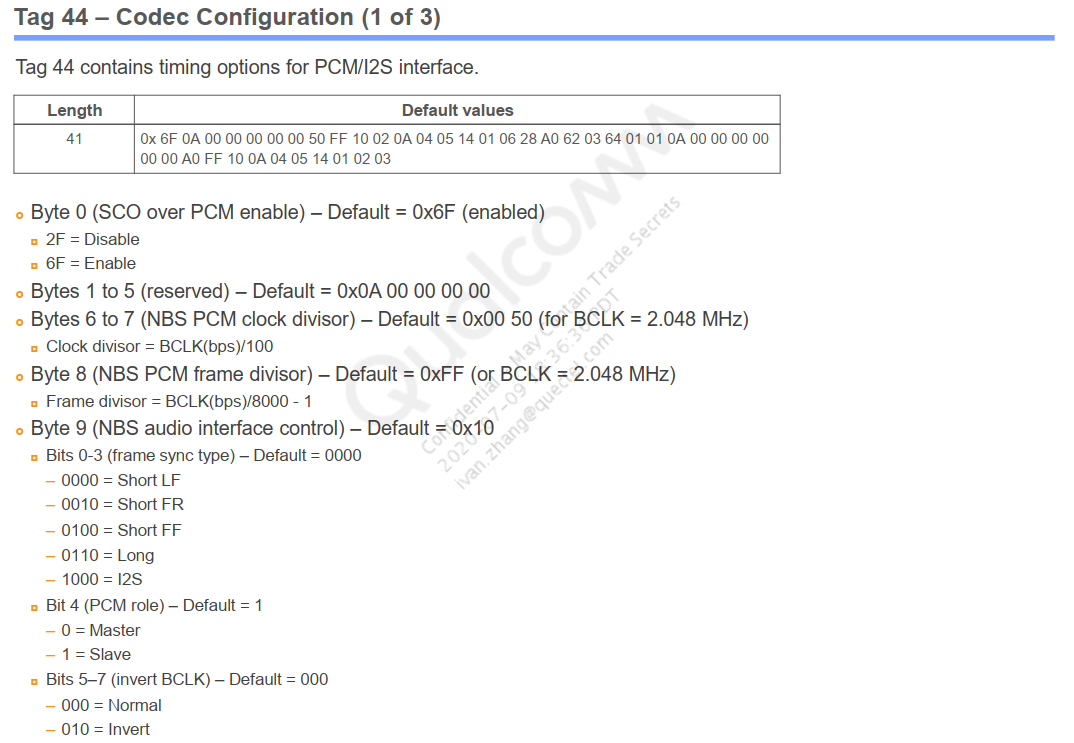 Tag 44 – Codec Configuration (1 of 3)
Tag 44 contains timing options for PCM/I2S interface.
Length Default values
41 0x 6F 0A 00 00 00 00 00 50 FF 10 02 0A 04 05 14 01 06 28 A0 62 03 64 01 01 0A 00 00 00 00
00 00 A0 FF 10 0A 04 05 14 01 02 03
Byte 0 (SCO over PCM enable) – Default = 0x6F (enabled)
2F = Disable
6F = Enable
Bytes 1 to 5 (reserved) – Default = 0x0A 00 00 00 00
Bytes 6 to 7 (NBS PCM clock divisor) – Default = 0x00 50 (for BCLK = 2.048 MHz)
Clock divisor = BCLK(bps)/100
Byte 8 (NBS PCM frame divisor) – Default = 0xFF (or BCLK = 2.048 MHz)
Frame divisor = BCLK(bps)/8000 - 1
Byte 9 (NBS audio interface control) – Default = 0x10
Bits 0-3 (frame sync type) – Default = 0000
– 0000 = Short LF
– 0010 = Short FR
– 0100 = Short FF
– 0110 = Long
– 1000 = I2S
Bit 4 (PCM role) – Default = 1
– 0 = Master
– 1 = Slave
Bits 5–7 (invert BCLK) – Default = 000
– 000 = Normal
– 010 = Invert
Qualcomm
Confidential - May Contain Trade Secrets
ivan.zhang@quectel.com